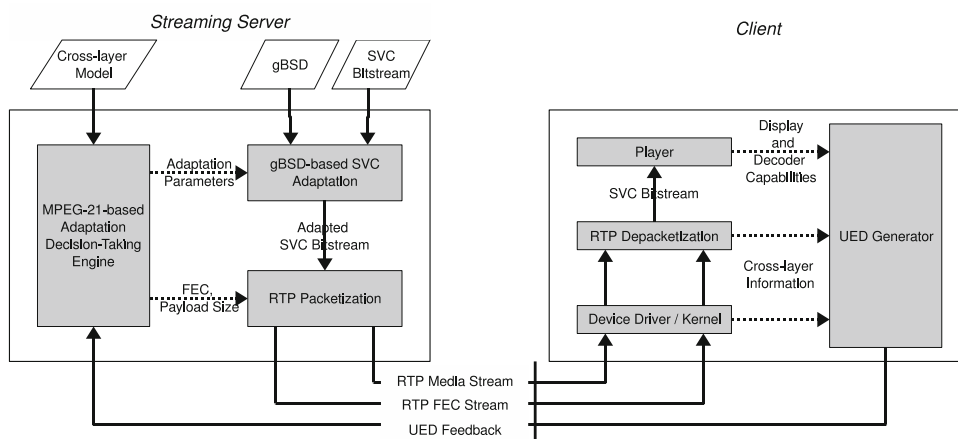 Streaming Server
Client
Cross-layer
Model
gBSD
SVC
BItstream
MPEG-21-based
Adaptation
Decision-Taking
Engine
Adaptation
Parameters
gBSD-based SVC
Adaptation
Adapted
SVC Bitstream
FEC,
Payload Size
RTP Packetization
Player
SVC Bitstream
RTP Depacketization
Device Driver / Kernel
Display
and
Decoder
Capabilities
Cross-layer
Information
UED Generator
RTP Media Stream
RTP FEC Stream
UED Feedback